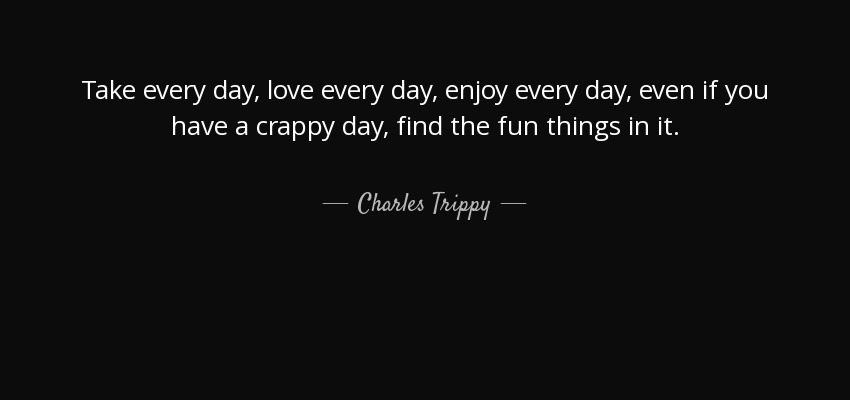 Take every day, love every day, enjoy every day, even if you
have a crappy day, find the fun things in it.
— Charles Trippy —